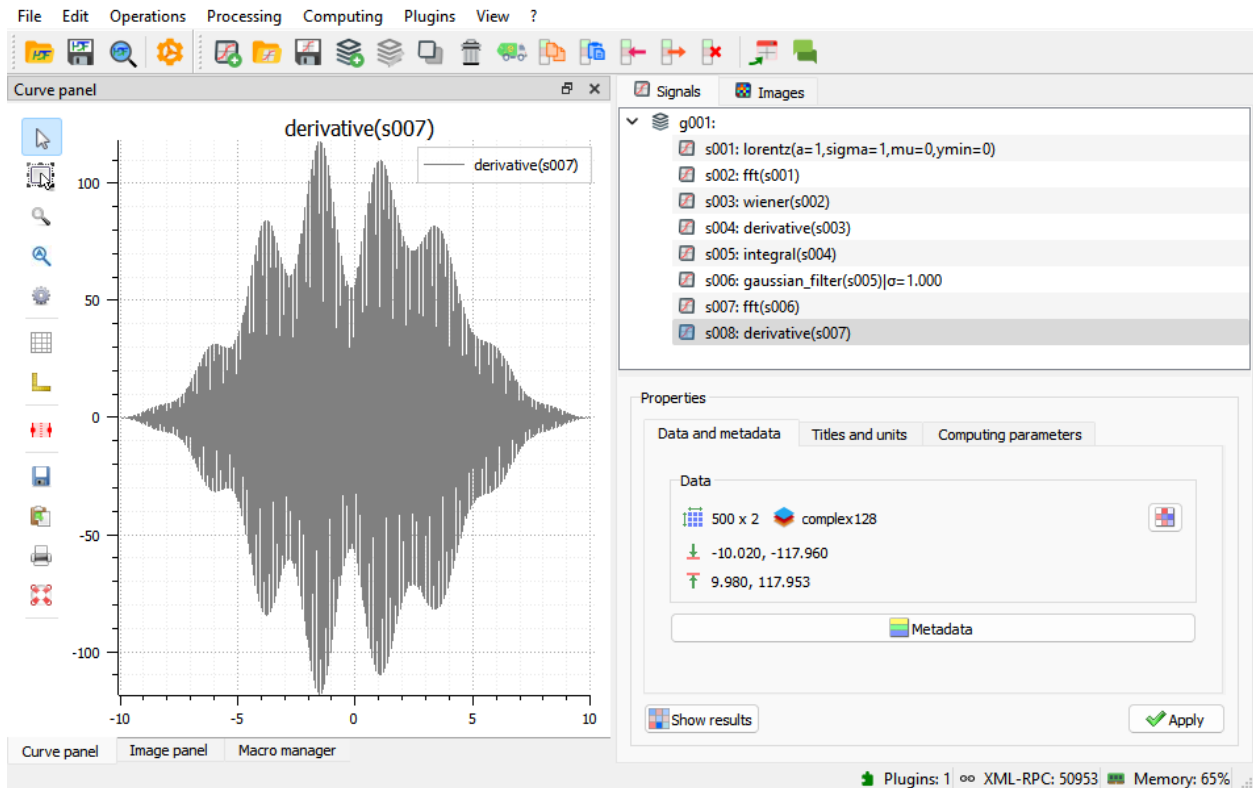 File Edit Operations Processing Computing Plugins View ?
Curve panel
derivative(s007)
derivative(s007)
100
50
0
-50
-100
-10 -5 0 5 10
Curve panel Image panel Macro manager
Signals Images
g001:
s001: lorentz(a=1,sigma=1,mu=0,ymin=0)
s002: fft(s001)
s003: wiener(s002)
s004: derivative(s003)
s005: integral(s004)
s006: gaussian_filter(s005)|σ=1.000
s007: fft(s006)
s008: derivative(s007)
Properties
Data and metadata Titles and units Computing parameters
Data
500 x 2 complex128
-10.020, -117.960
9.980, 117.953
Metadata
Show results Apply
Plugins: 1 XML-RPC: 50953 Memory: 65%